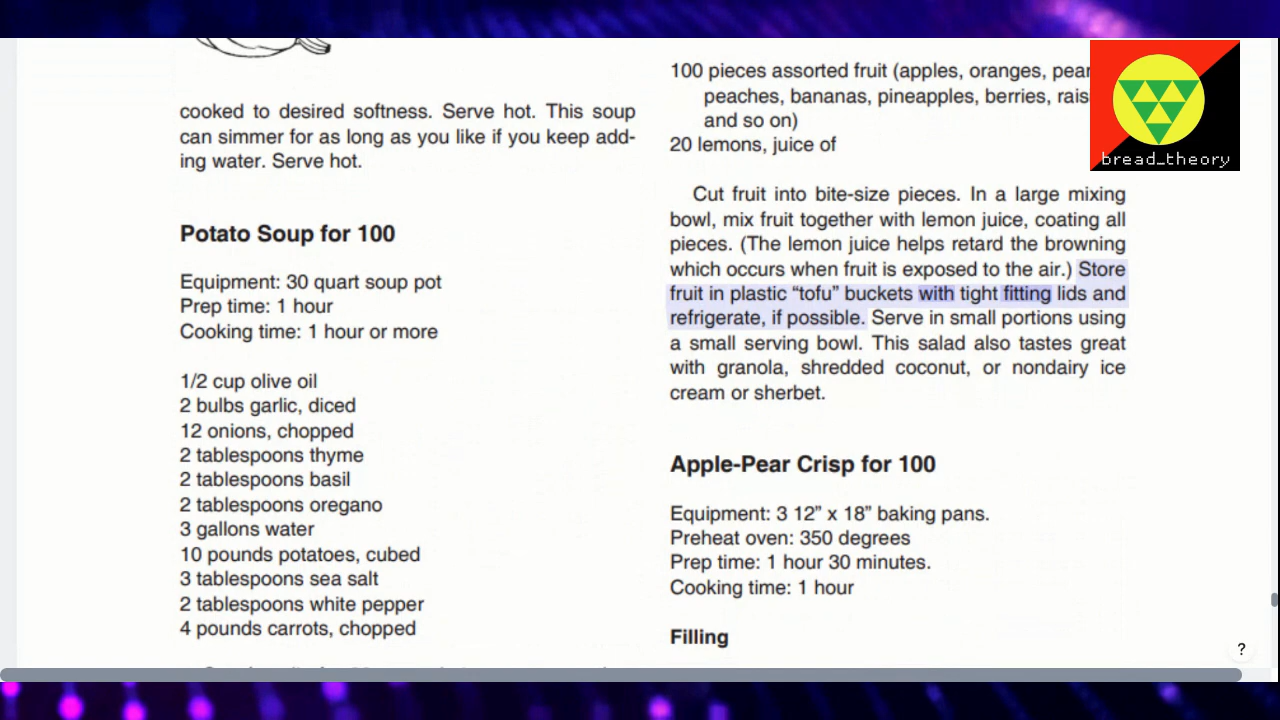 cooked to desired softness. Serve hot. This soup
can simmer for as long as you like if you keep add-
ing water. Serve hot.
Potato Soup for 100
Equipment: 30 quart soup pot
Prep time: 1 hour
Cooking time: 1 hour or more
1/2 cup olive oil
2 bulbs garlic, diced
12 onions, chopped
2 tablespoons thyme
2 tablespoons basil
2 tablespoons oregano
3 gallons water
10 pounds potatoes, cubed
3 tablespoons sea salt
2 tablespoons white pepper
4 pounds carrots, chopped
100 pieces assorted fruit (apples, oranges,
peaches, bananas, pineapples, berries,
and so on)
20 lemons, juice of
Cut fruit into bite-size pieces. In a large mixing
bowl, mix fruit together with lemon juice, coating all
pieces. (The lemon juice helps retard the browning
which occurs when fruit is exposed to the air.) Store
fruit in plastic “tofu” buckets with tight fitting lids and
refrigerate, if possible. Serve in small portions using
a small serving bowl. This salad also tastes great
with granola, shredded coconut, or nondairy ice
cream or sherbet.
Apple-Pear Crisp for 100
Equipment: 3 12” x 18” baking pans.
Preheat oven: 350 degrees
Prep time: 1 hour 30 minutes.
Cooking time: 1 hour
Filling
bread_theory
?